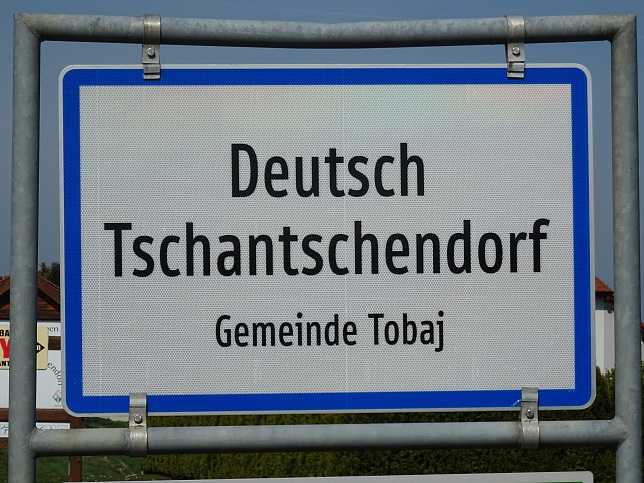 Deutsch
Tschantschendorf
Gemeinde Tobaj